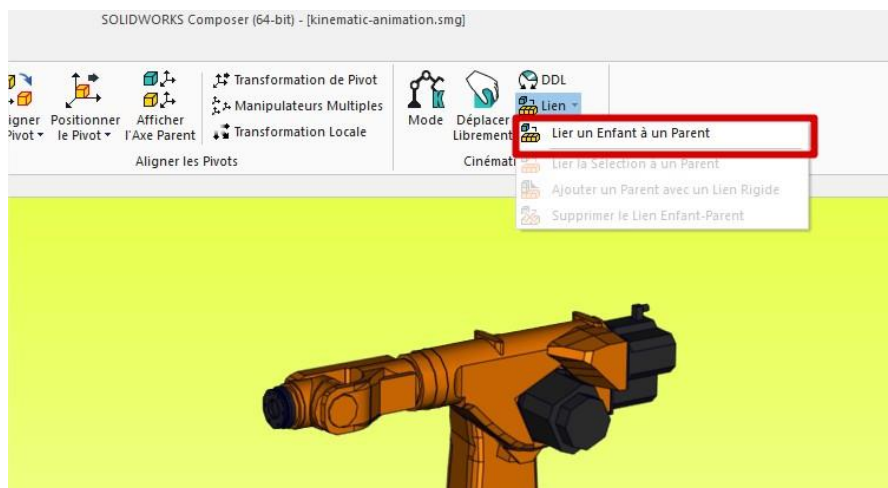 SOLIDWORKS Composer (64-bit) - [kinematic-animation.smg]
Transformation de Pivot
DDL
Manipulateurs Multiples
Lien
Positionner Afficher
Mode Déplacer
Pivot le Pivot l'Axe Parent
Transformation Locale
Librement
Lier un Enfant à un Parent
Aligner les Pivots
Lier la Sélection à un Parent
Ajouter un Parent avec un Lien Rigide
Supprimer le Lien Enfant-Parent